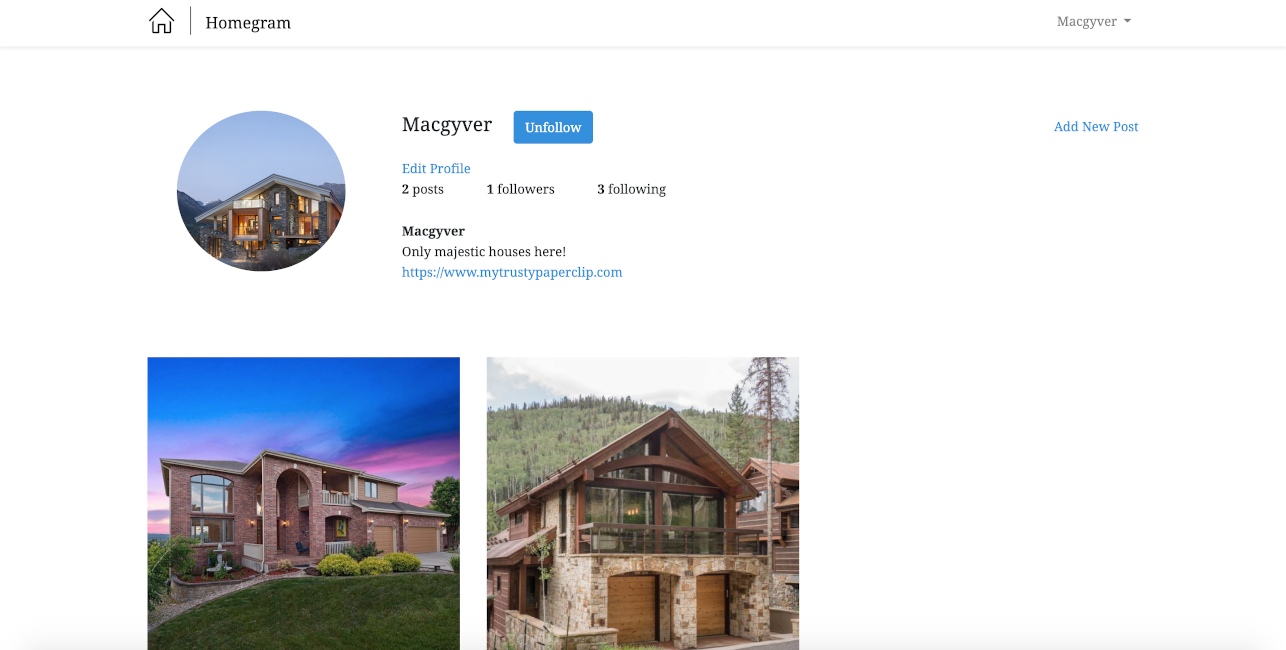 Homegram
Macgyver
Macgyver
Unfollow
Add New Post
Edit Profile
2 posts 1 followers 3 following
Macgyver
Only majestic houses here!
https://www.mytrustypaperclip.com